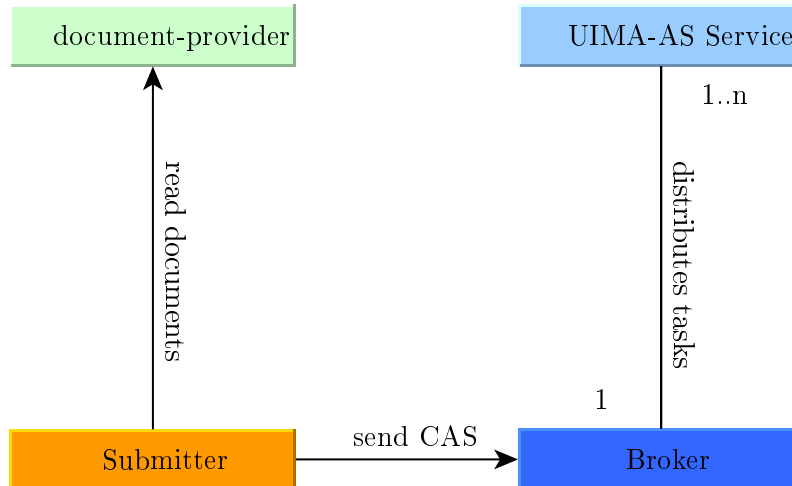 document-provider
UIMA-AS Service
1..n
read documents
distributes tasks
1
send CAS
Submitter
Broker